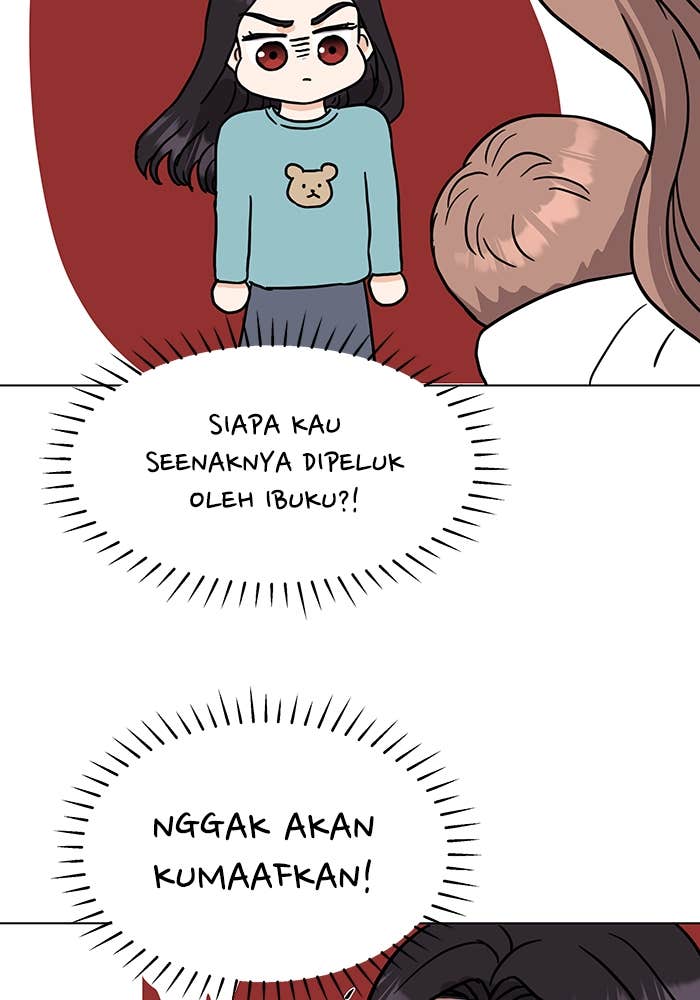 SIAPA KAU
SEENAKNYA DIPELUK
OLEH IBUKU?!
NGGAK AKAN
KUMAAFKAN!